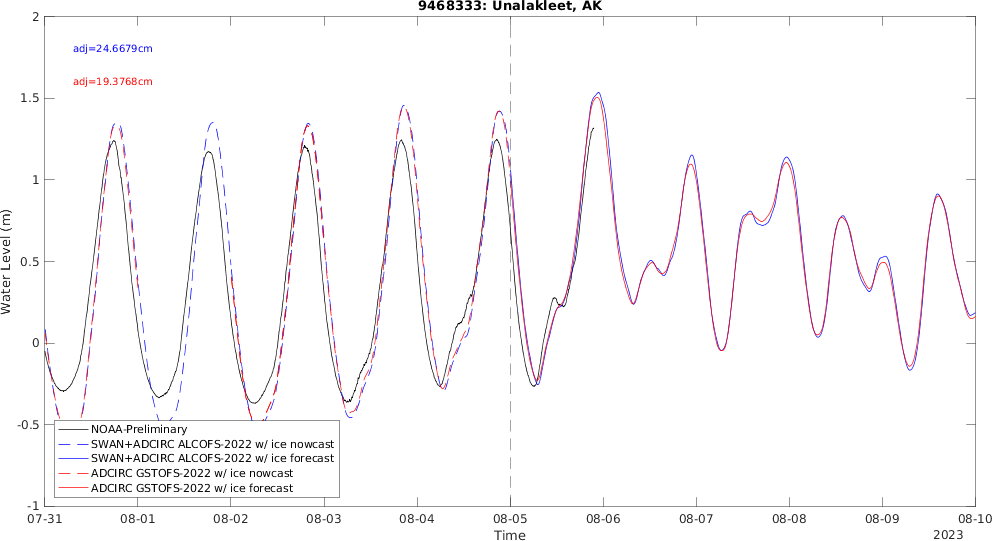 9468333: Unalakleet, AK
adj=24.6679cm
adj=19.3768cm
Water Level (m)
2
1.5
1
0.5
0
-0.5
-1
NOAA-Preliminary
SWAN+ADCIRC ALCOFS-2022 w/ ice nowcast
SWAN+ADCIRC ALCOFS-2022 w/ ice forecast
ADCIRC GSTOFS-2022 w/ ice nowcast
ADCIRC GSTOFS-2022 w/ ice forecast
07-31 08-01 08-02 08-03 08-04 08-05 08-06 08-07 08-08 08-09 08-10
Time
2023